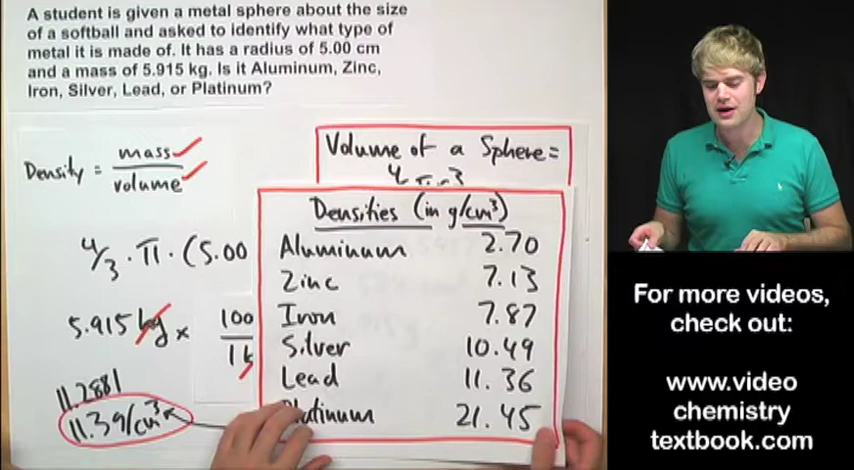 A student is given a metal sphere about the size
of a softball and asked to identify what type of
metal it is made of. It has a radius of 5.00 cm
and a mass of 5.915 kg. Is it Aluminum, Zinc,
Iron, Silver, Lead, or Platinum?
Density = mass
volume
Volume of a Sphere =
4/3 · π · (5.00
5.915 kg ×
100
1 k
11.2881
11.3 g/cm³
Densities (in g/cm³)
Aluminum 2.70
Zinc 7.13
Iron 7.87
Silver 10.49
Lead 11.36
Platinum 21.45
For more videos,
check out:
www.video
chemistry
textbook.com